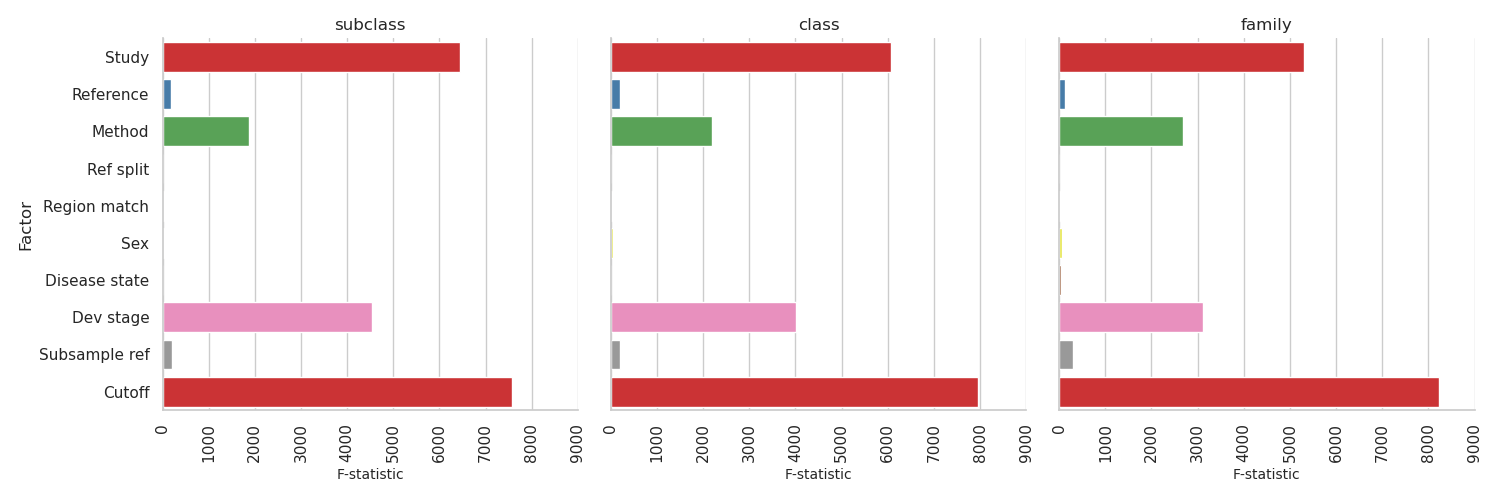 subclass
class
family
Factor
Study
Reference
Method
Ref split
Region match
Sex
Disease state
Dev stage
Subsample ref
Cutoff
0 1000 2000 3000 4000 5000 6000 7000 8000 9000
F-statistic
0 1000 2000 3000 4000 5000 6000 7000 8000 9000
F-statistic
0 1000 2000 3000 4000 5000 6000 7000 8000 9000
F-statistic